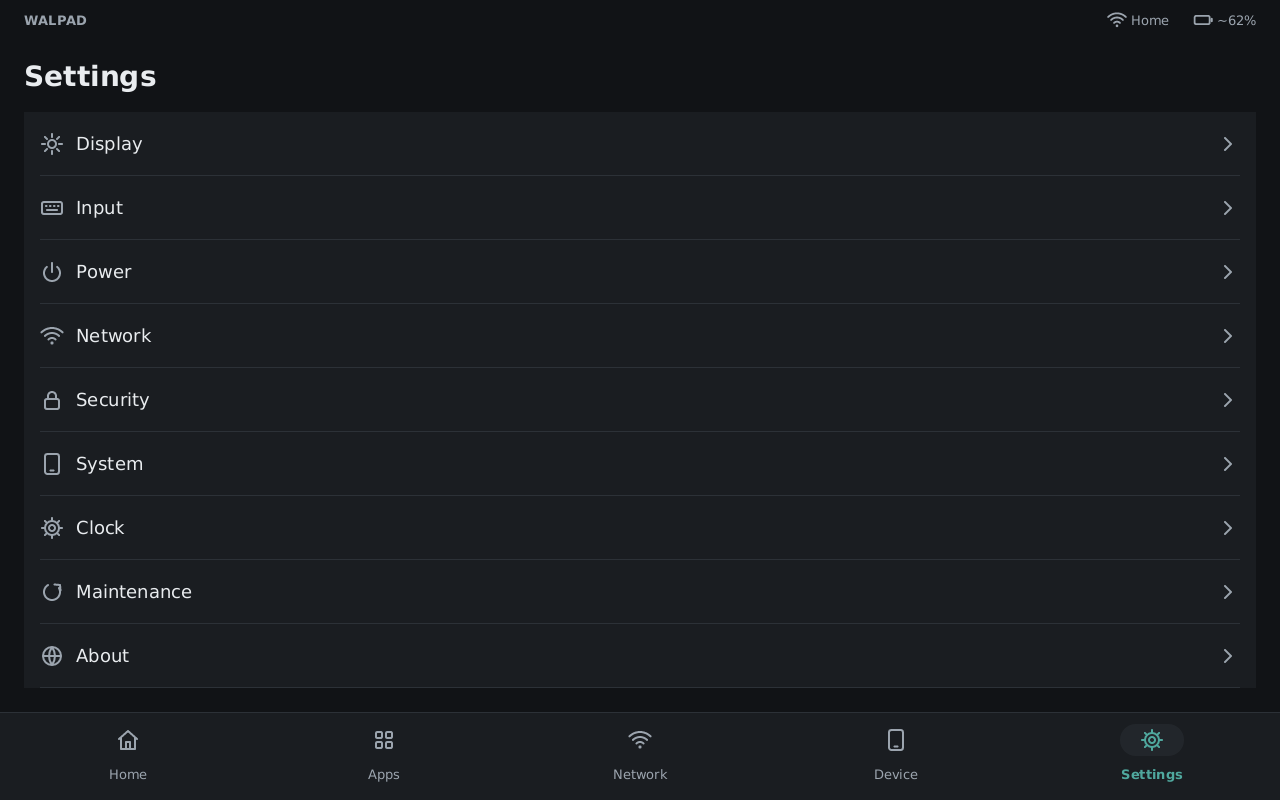 WALPAD
Home
~62%
Settings
Display
Input
Power
Network
Security
System
Clock
Maintenance
About
Home
Apps
Network
Device
Settings